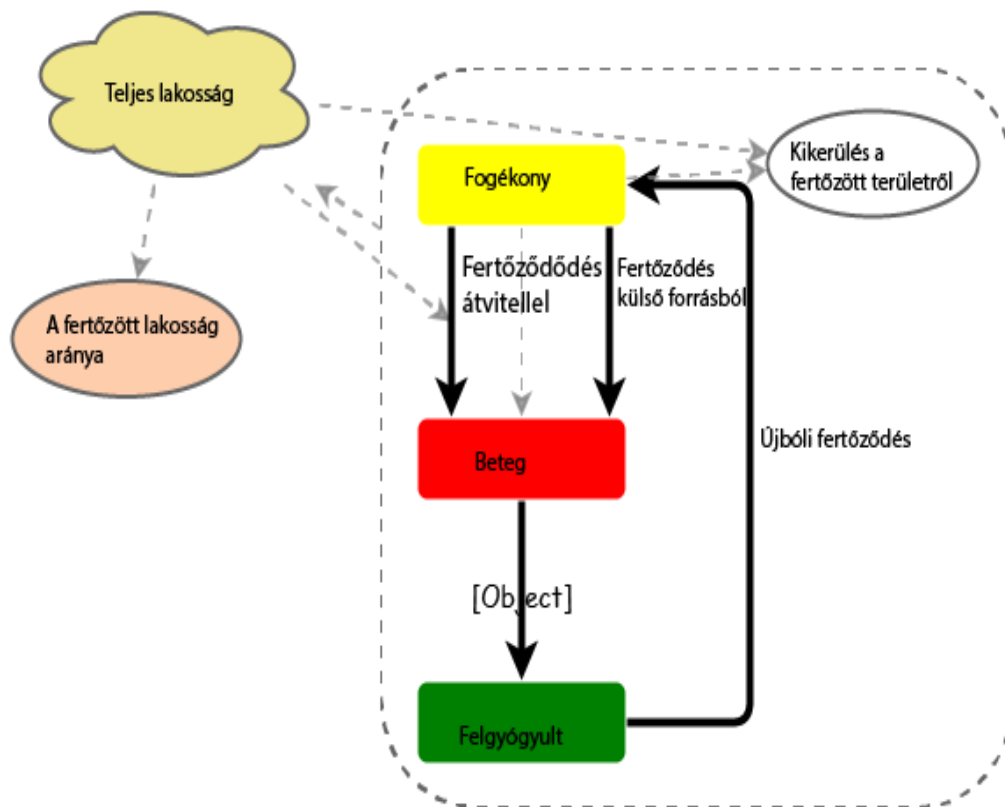 Teljes lakosság
Kikerülés a
fertőzött területről
Fogékony
Fertőződődés
átvitellel
Fertőződés
külső forrásból
A fertőzött lakosság
aránya
Újbóli fertőződés
Beteg
[Object]
Felgyógyult